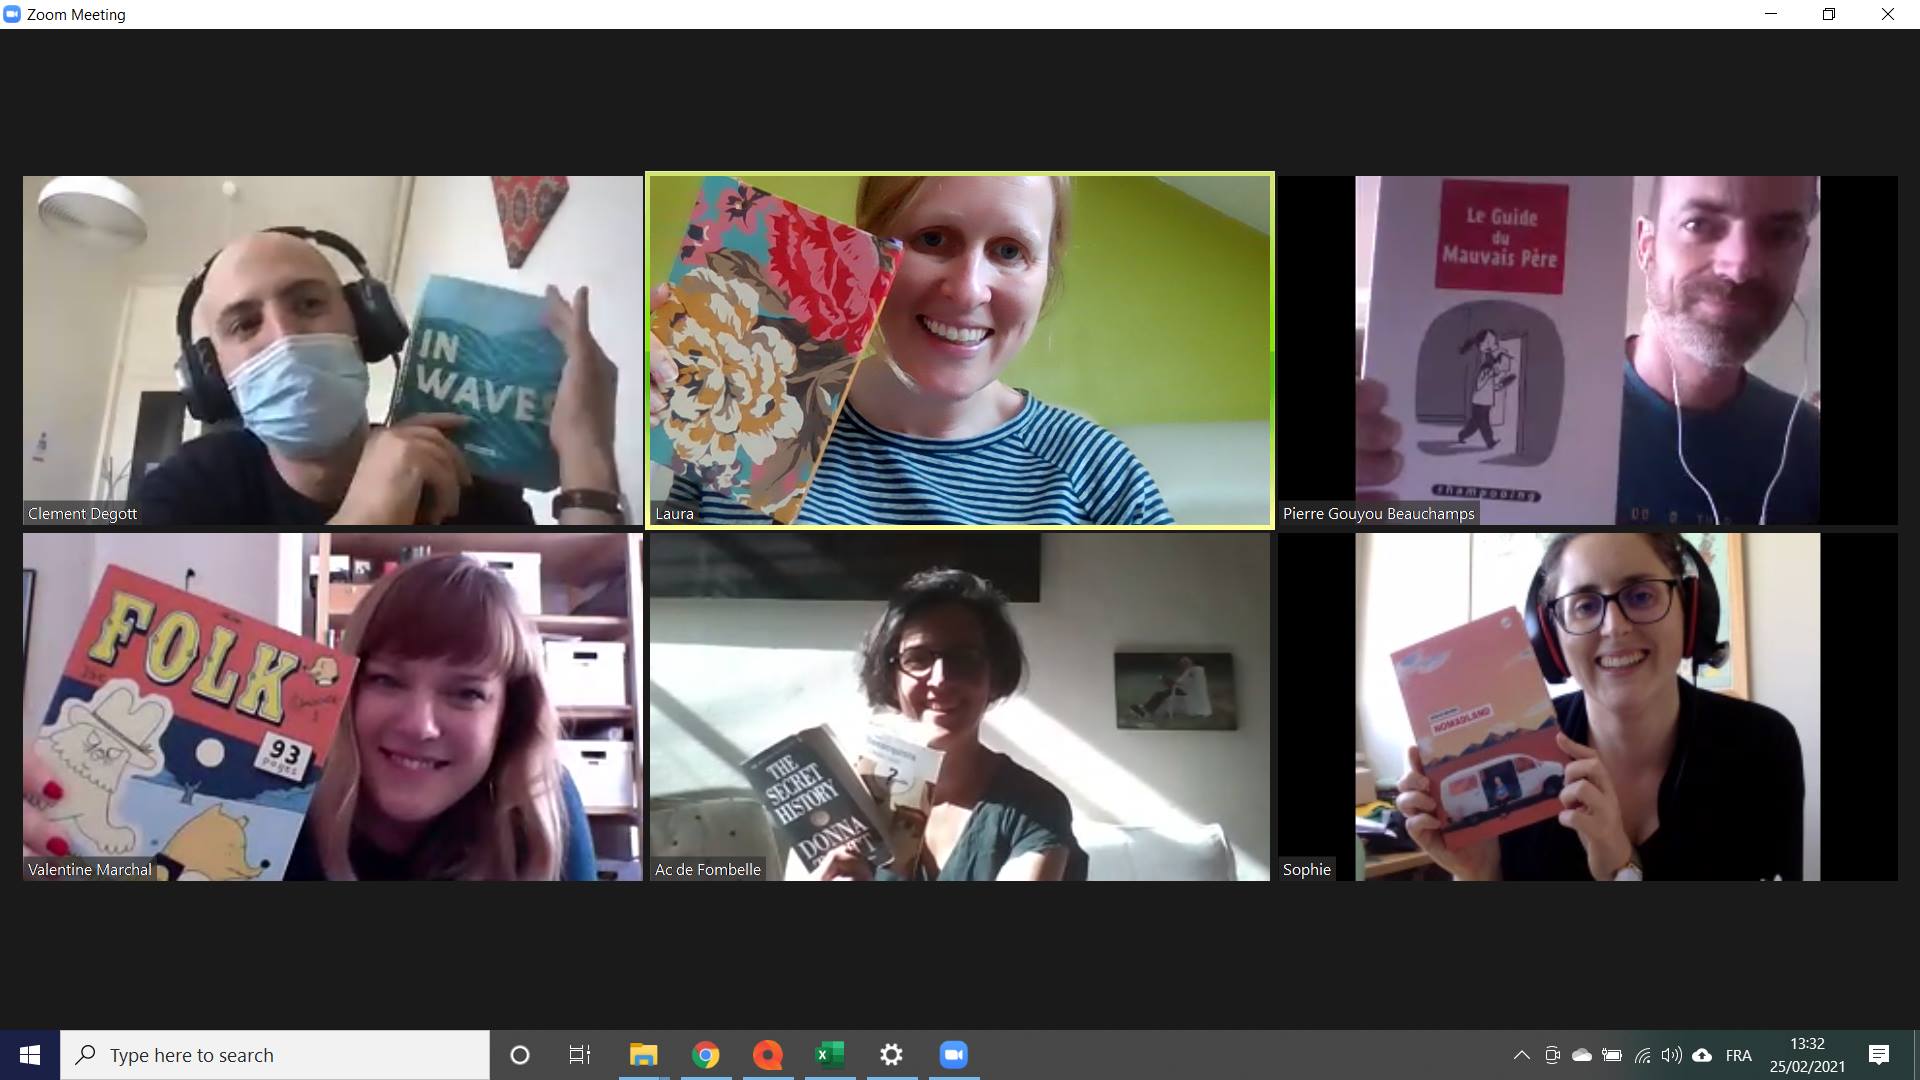 Zoom Meeting
IN
WAVES
Clement Degott
Laura
Le Guide
du
Mauvais Père
shampooing
Pierre Gouyou Beauchamps
FOLK
93
pages
Valentine Marchal
THE
SECRET
HISTORY
DONNA
Ac de Fombelle
NOMADLAND
Sophie
Type here to search
FRA
13:32
25/02/2021